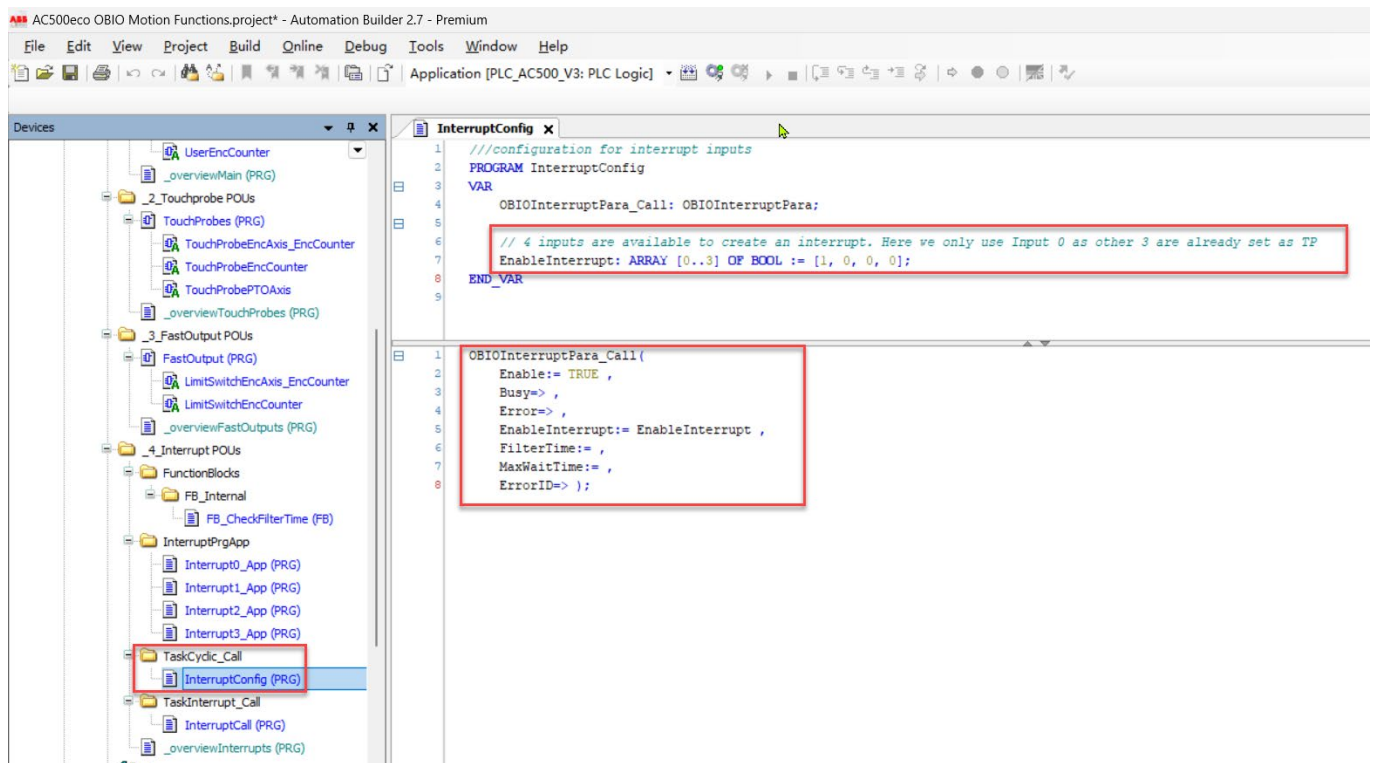 ABB AC500eco OBIO Motion Functions.project* - Automation Builder 2.7 - Premium
File Edit View Project Build Online Debug Tools Window Help
Application [PLC_AC500_V3: PLC Logic]
Devices
UserEncCounter
_overviewMain (PRG)
_2_Touchprobe POUs
TouchProbes (PRG)
TouchProbeEncAxis_EncCounter
TouchProbeEncCounter
TouchProbePTOAxis
_overviewTouchProbes (PRG)
_3_FastOutput POUs
FastOutput (PRG)
LimitSwitchEncAxis_EncCounter
LimitSwitchEncCounter
_overviewFastOutputs (PRG)
_4_Interrupt POUs
FunctionBlocks
FB_Internal
FB_CheckFilterTime (FB)
InterruptPrgApp
Interrupt0_App (PRG)
Interrupt1_App (PRG)
Interrupt2_App (PRG)
Interrupt3_App (PRG)
TaskCyclic_Call
InterruptConfig (PRG)
TaskInterrupt_Call
InterruptCall (PRG)
_overviewInterrupts (PRG)
InterruptConfig
1 ///configuration for interrupt inputs
2 PROGRAM InterruptConfig
3 VAR
4 OBIOInterruptPara_Call: OBIOInterruptPara;
5
6 // 4 inputs are available to create an interrupt. Here we only use Input 0 as other 3 are already set as TP
7 EnableInterrupt: ARRAY [0..3] OF BOOL := [1, 0, 0, 0];
8 END_VAR
9
1 OBIOInterruptPara_Call(
2 Enable:= TRUE ,
3 Busy=> ,
4 Error=> ,
5 EnableInterrupt:= EnableInterrupt ,
6 FilterTime:= ,
7 MaxWaitTime:= ,
8 ErrorID=> );